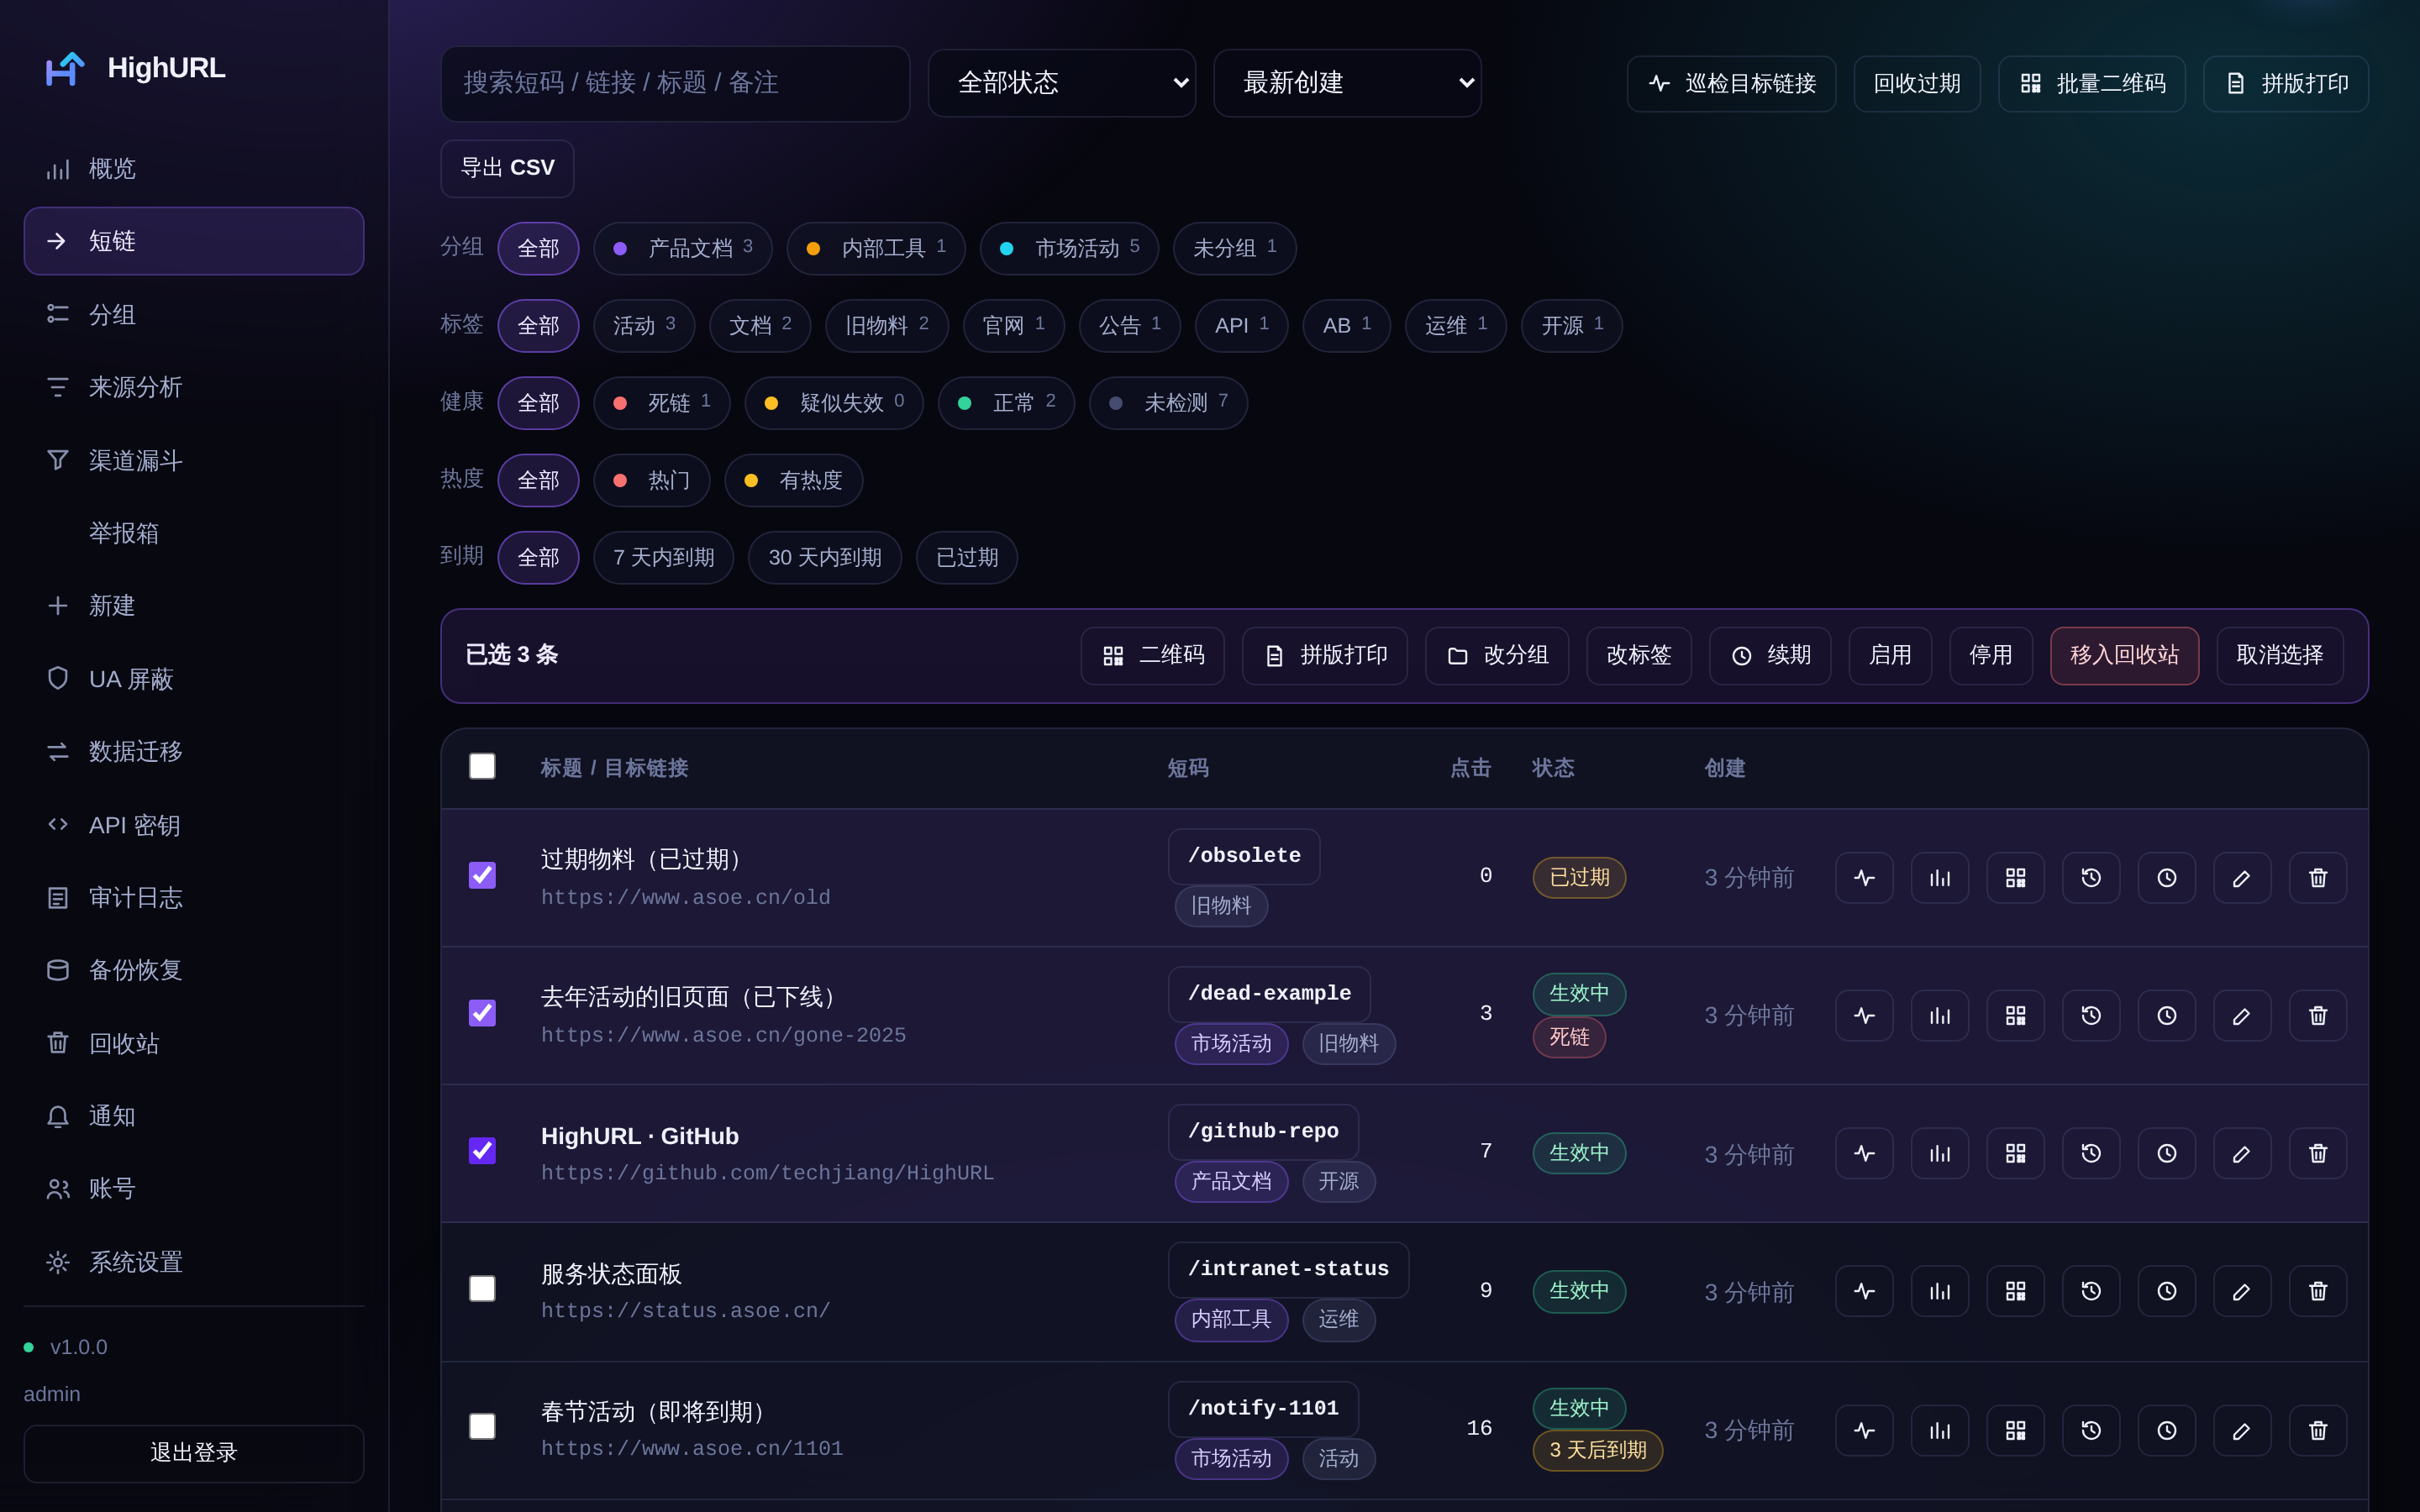 HighURL
概览
短链
分组
来源分析
渠道漏斗
举报箱
新建
UA 屏蔽
数据迁移
API 密钥
审计日志
备份恢复
回收站
通知
账号
系统设置
v1.0.0
admin
退出登录
搜索短码 / 链接 / 标题 / 备注 全部状态 最新创建 巡检目标链接 回收过期 批量二维码 拼版打印
导出 CSV
分组 全部 产品文档 3 内部工具 1 市场活动 5 未分组 1
标签 全部 活动 3 文档 2 旧物料 2 官网 1 公告 1 API 1 AB 1 运维 1 开源 1
健康 全部 死链 1 疑似失效 0 正常 2 未检测 7
热度 全部 热门 有热度
到期 全部 7 天内到期 30 天内到期 已过期
已选 3 条 二维码 拼版打印 改分组 改标签 续期 启用 停用 移入回收站 取消选择
标题 / 目标链接 短码 点击 状态 创建
过期物料（已过期） /obsolete 0 已过期 3 分钟前
https://www.asoe.cn/old 旧物料
去年活动的旧页面（已下线） /dead-example 3 生效中 3 分钟前
https://www.asoe.cn/gone-2025 市场活动 旧物料 死链
HighURL · GitHub /github-repo 7 生效中 3 分钟前
https://github.com/techjiang/HighURL 产品文档 开源
服务状态面板 /intranet-status 9 生效中 3 分钟前
https://status.asoe.cn/ 内部工具 运维
春节活动（即将到期） /notify-1101 16 生效中 3 分钟前
https://www.asoe.cn/1101 市场活动 活动 3 天后到期